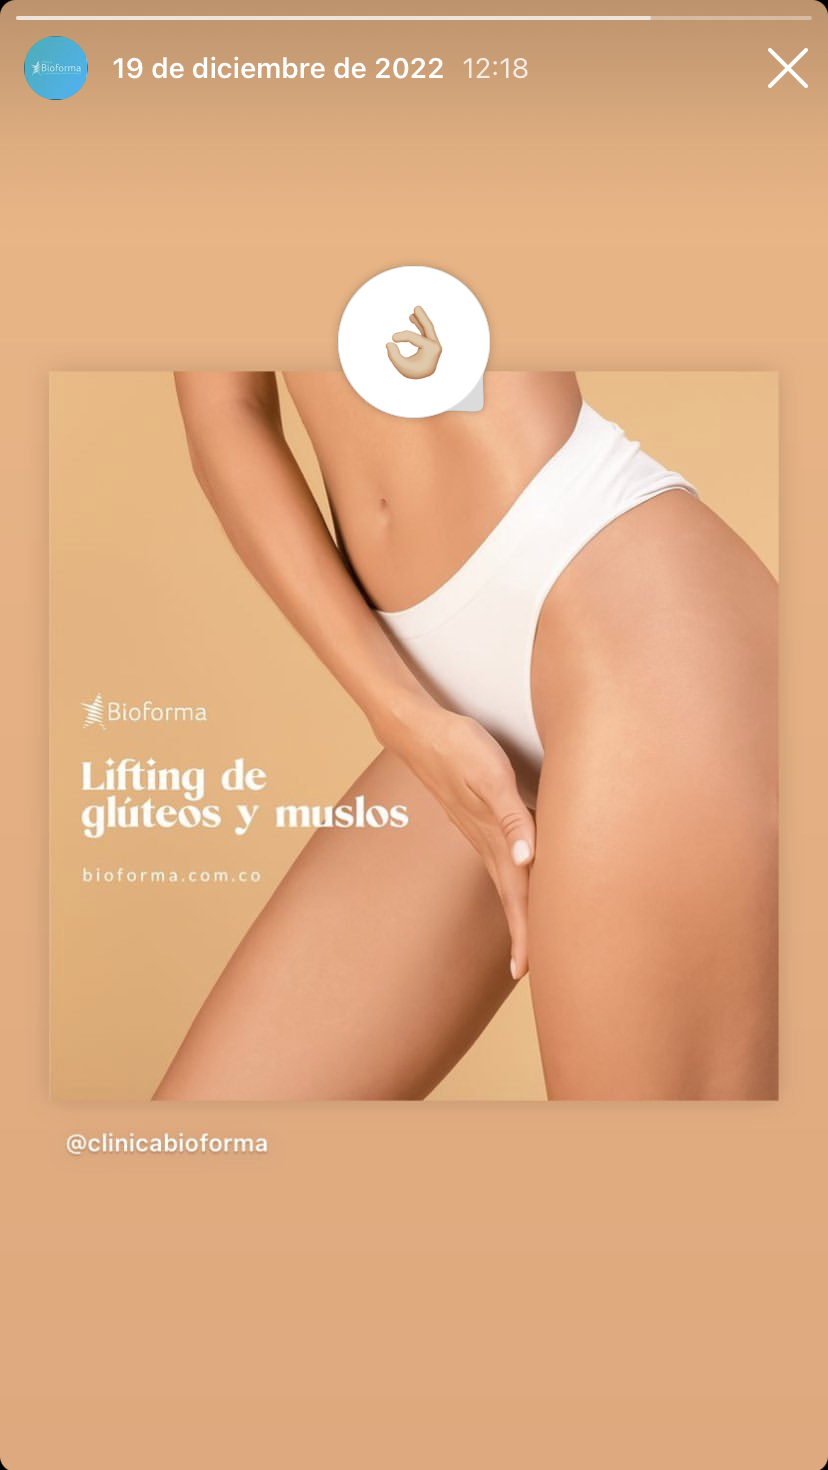 Bioforma
19 de diciembre de 2022 12:18
Bioforma
Lifting de
glúteos y muslos
bioforma.com.co
@clinicabioforma